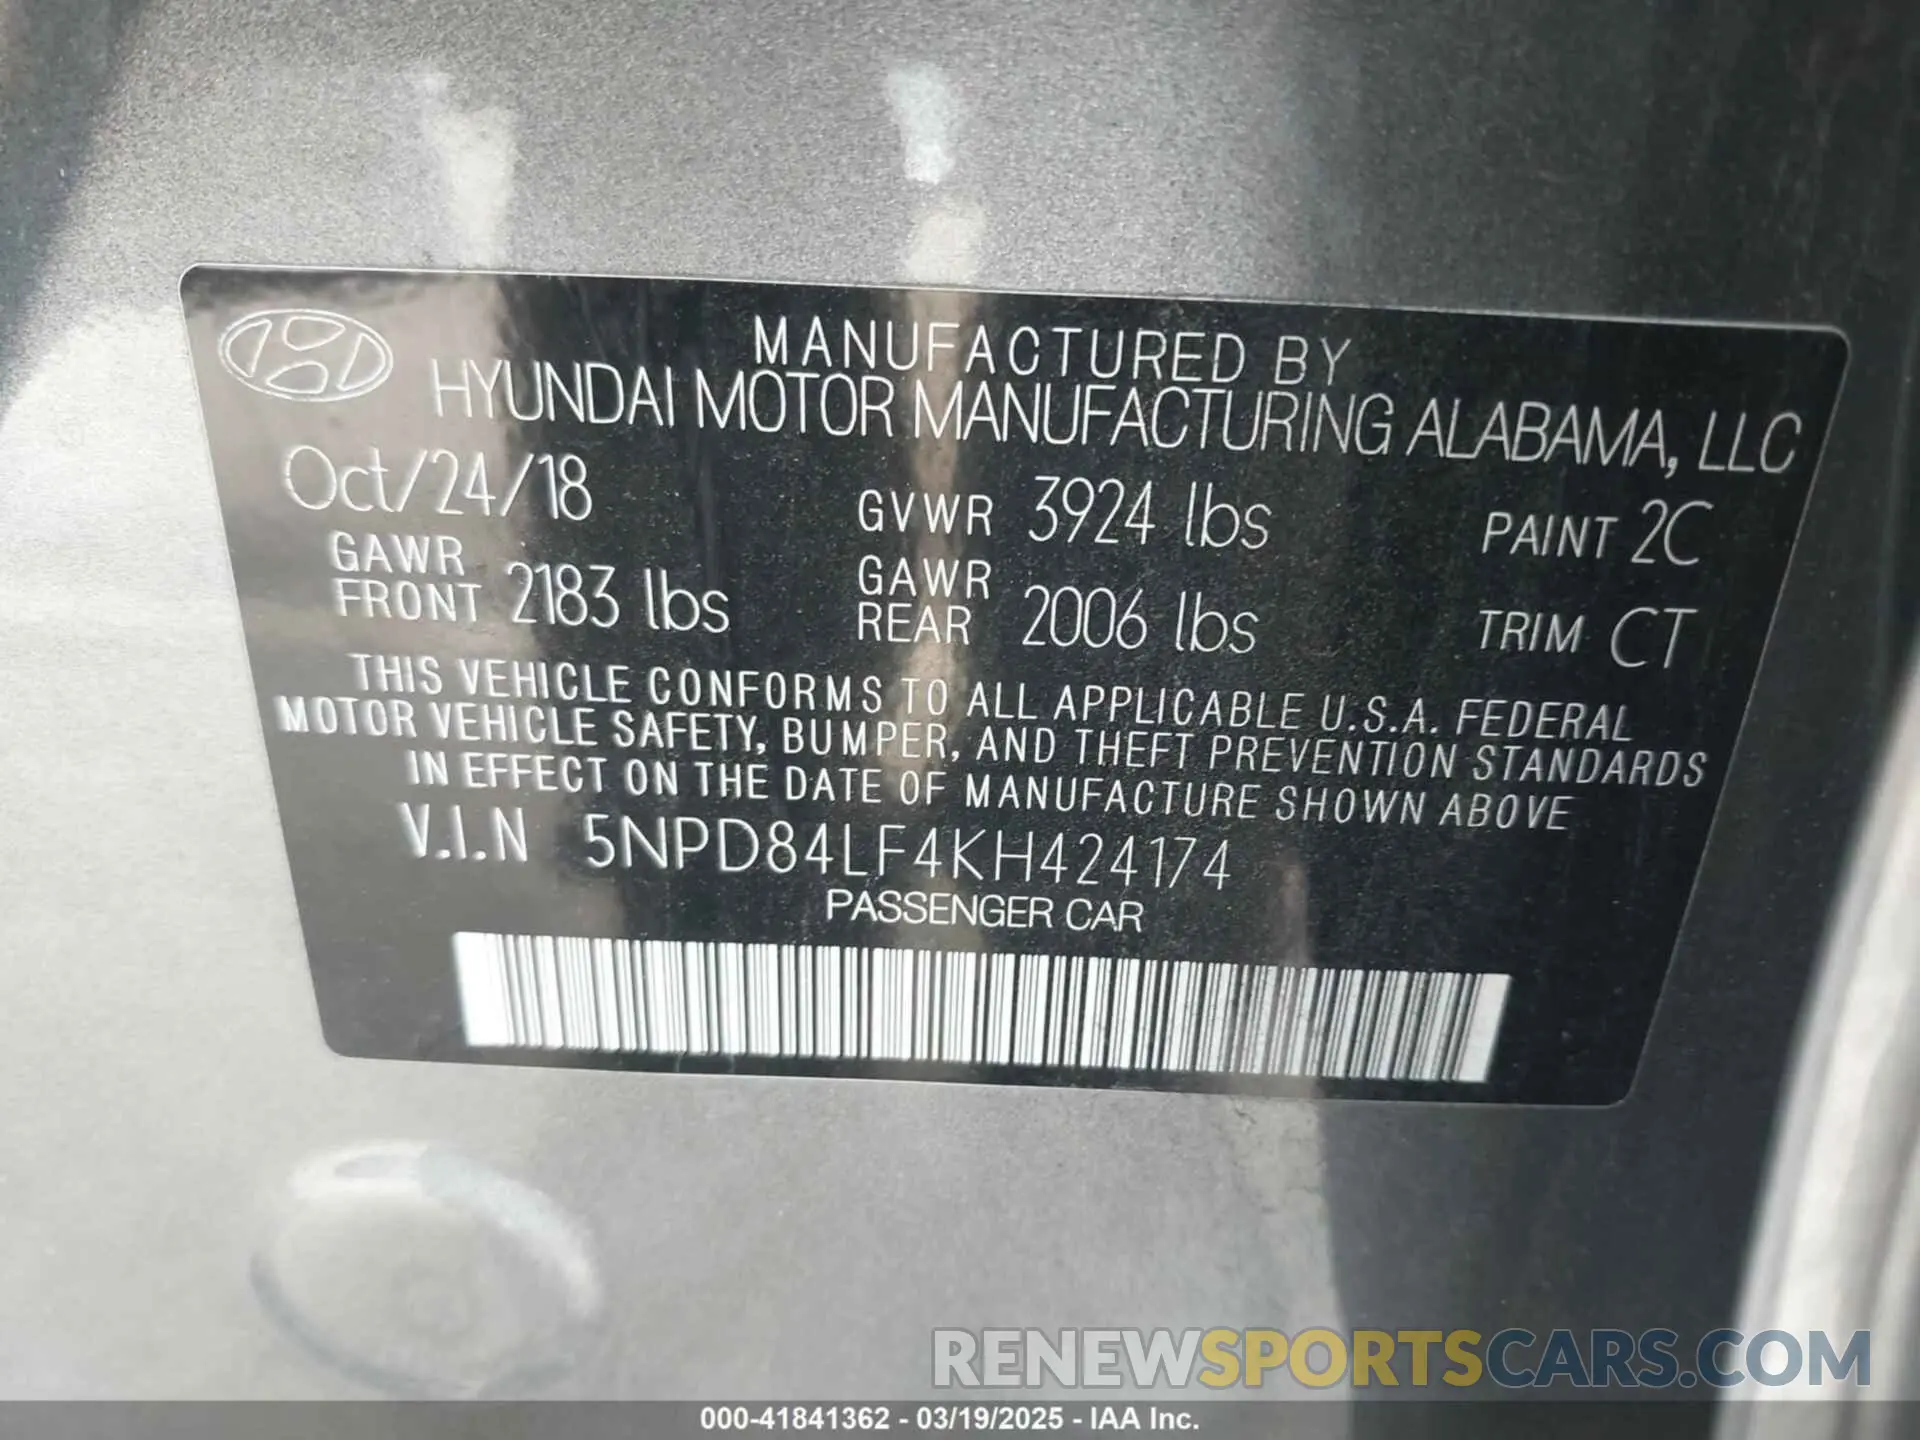 MANUFACTURED BY
HYUNDAI MOTOR MANUFACTURING ALABAMA, LLC
Oct/24/18 GVWR 3924 lbs PAINT 2C
GAWR FRONT 2183 lbs GAWR REAR 2006 lbs TRIM CT
THIS VEHICLE CONFORMS TO ALL APPLICABLE U.S.A. FEDERAL
MOTOR VEHICLE SAFETY, BUMPER, AND THEFT PREVENTION STANDARDS
IN EFFECT ON THE DATE OF MANUFACTURE SHOWN ABOVE
V.I.N 5NPD84LF4KH424174
PASSENGER CAR
RENEWSPORTSCARS.COM
000-41841362 - 03/19/2025 - IAA Inc.